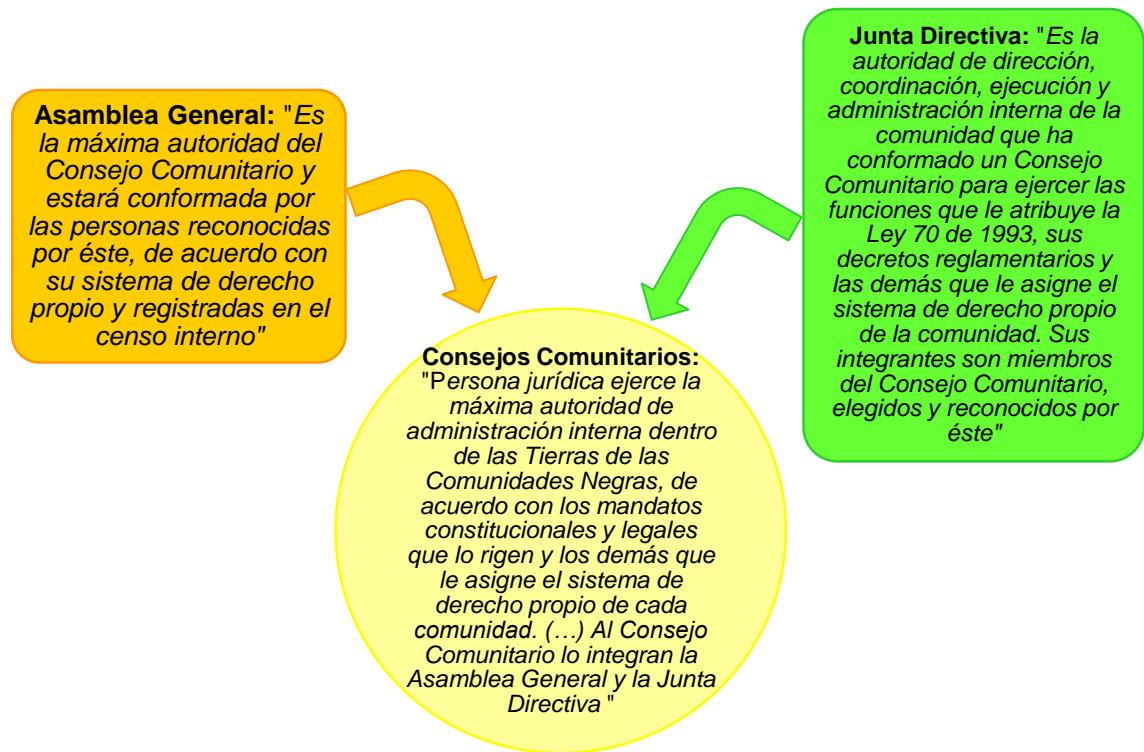 Asamblea General: "Es
la máxima autoridad del
Consejo Comunitario y
estará conformada por
las personas reconocidas
por éste, de acuerdo con
su sistema de derecho
propio y registradas en el
censo interno"
Junta Directiva: "Es la
autoridad de dirección,
coordinación, ejecución y
administración interna de la
comunidad que ha
conformado un Consejo
Comunitario para ejercer las
funciones que le atribuye la
Ley 70 de 1993, sus
decretos reglamentarios y
las demás que le asigne el
sistema de derecho propio
de la comunidad. Sus
integrantes son miembros
del Consejo Comunitario,
elegidos y reconocidos por
éste"
Consejos Comunitarios:
"Persona jurídica ejerce la
máxima autoridad de
administración interna dentro
de las Tierras de las
Comunidades Negras, de
acuerdo con los mandatos
constitucionales y legales
que lo rigen y los demás que
le asigne el sistema de
derecho propio de cada
comunidad. (…) Al Consejo
Comunitario lo integran la
Asamblea General y la Junta
Directiva "